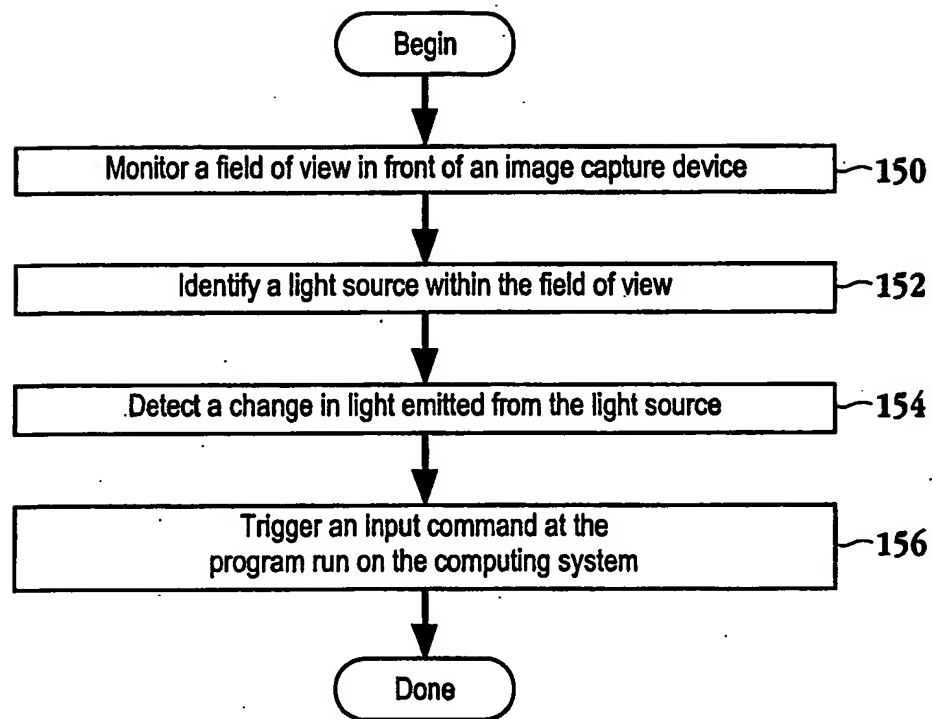 Begin
Monitor a field of view in front of an image capture device
150
Identify a light source within the field of view
152
Detect a change in light emitted from the light source
154
Trigger an input command at the
program run on the computing system
156
Done